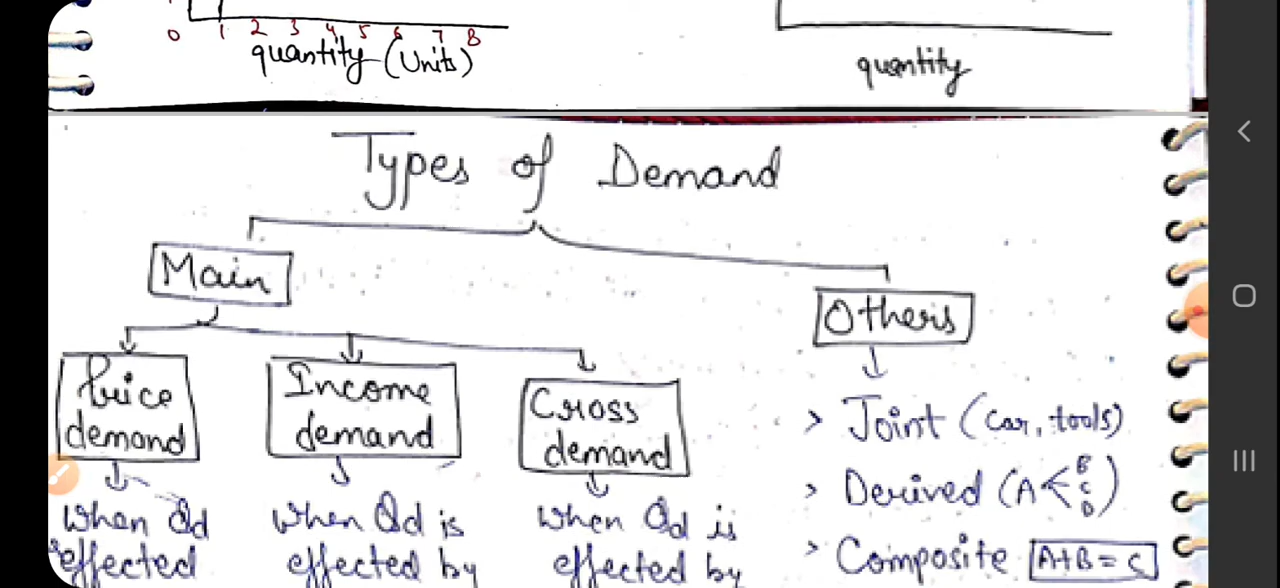 0 1 2 3 4 5 6 7 8
quantity (Units)
quantity
Types of Demand
Main
Others
Price demand
Income demand
Cross demand
when Qd effected
when Qd is effected by
when Qd is effected by
> Joint (car, tools)
> Derived (A<
> Composite A+B = C